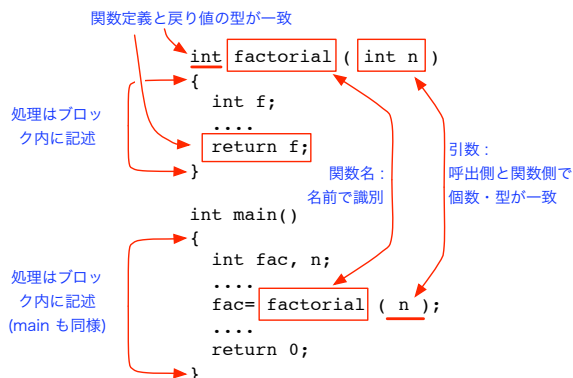 関数定義と戻り値の型が一致
int factorial ( int n )
{
int f;
....
return f;
}
処理はブロッ
ク内に記述
関数名：
名前で識別
引数：
呼出側と関数側で
個数・型が一致
int main()
{
int fac, n;
....
fac= factorial ( n );
....
return 0;
}
処理はブロッ
ク内に記述
(main も同様)